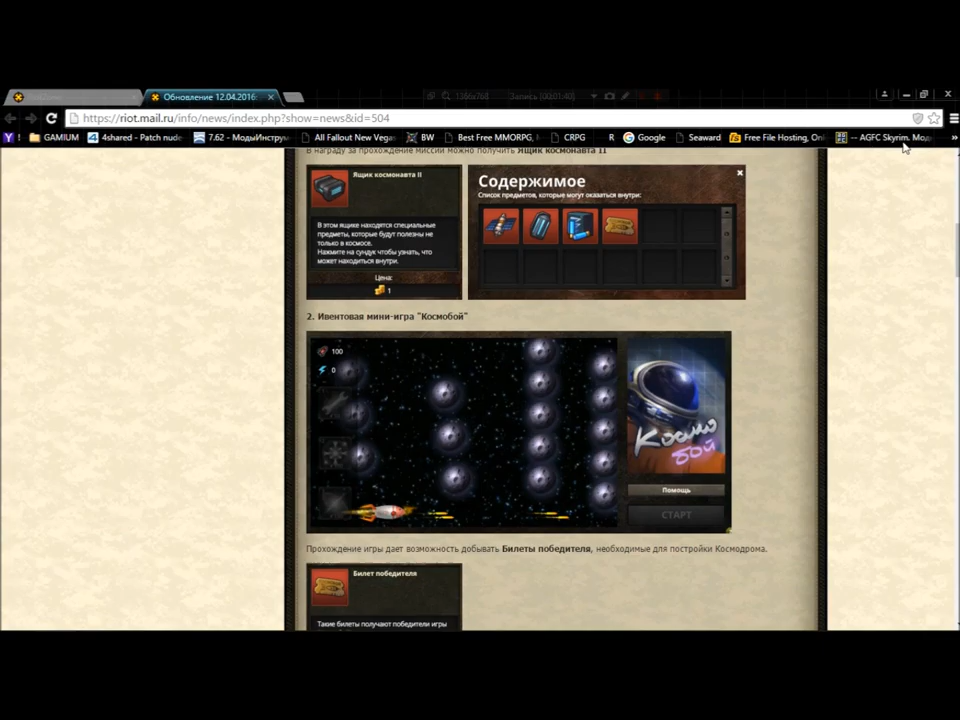 Обновление 12.04.2016:
1366x768
Запись [00:01:40]
https://riot.mail.ru/info/news/index.php?show=news&id=504
Y !
GAMIUM
4shared - Patch nude
7.62 - МодыИнструм
All Fallout New Vegas
BW
Best Free MMORPG,
CRPG
R
Google
Seaward
Free File Hosting, Onl
-- AGFC Skyrim. Мод
»
В награду за прохождение миссии можно получить Ящик космонавта II
Ящик космонавта II
В этом ящике находятся специальные
предметы, которые будут полезны не
только в космосе.
Нажмите на сундук чтобы узнать, что
может находиться внутри.
Цена:
1
Содержимое
Список предметов, которые могут оказаться внутри:
2. Ивентовая мини-игра "Космобой"
100
0
Космо
бой
Помощь
СТАРТ
Прохождение игры дает возможность добывать Билеты победителя, необходимые для постройки Космодрома.
Билет победителя
Такие билеты получают победители игры